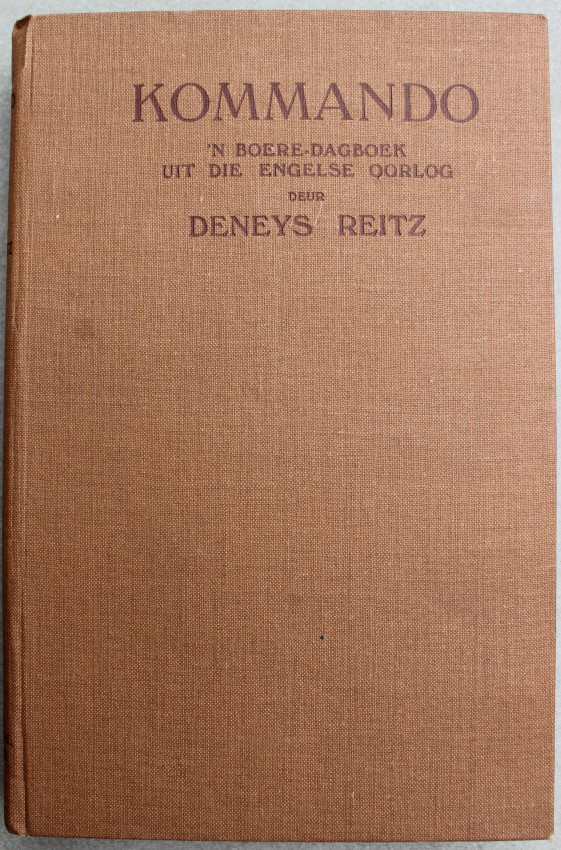 KOMMANDO
'N BOERE-DAGBOEK
UIT DIE ENGELSE OORLOG
DEUR
DENEYS REITZ